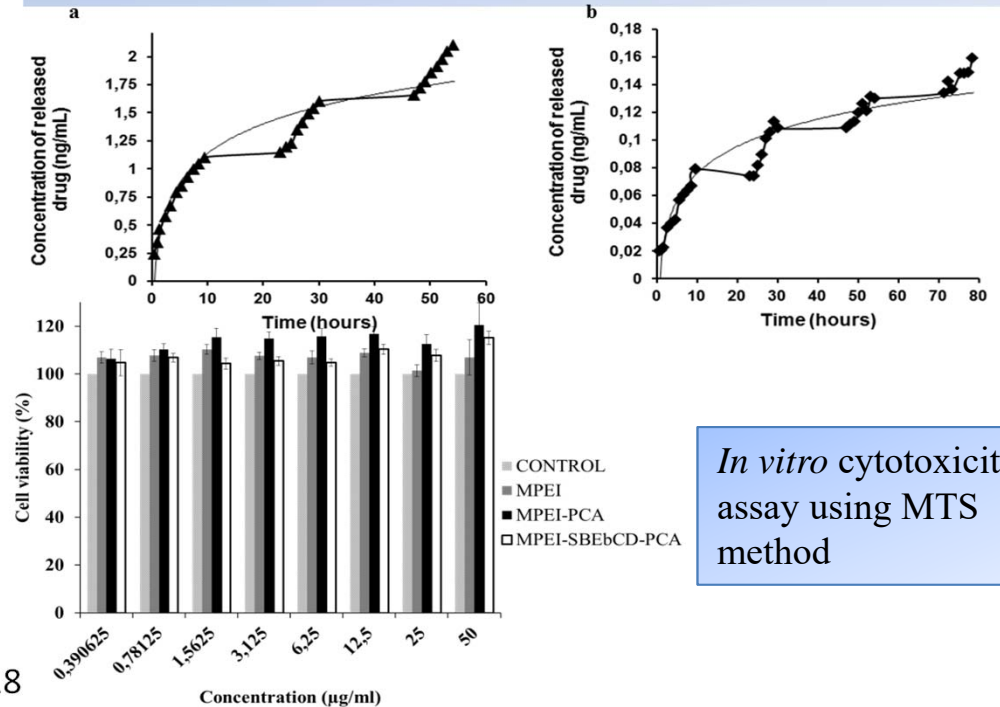 a
Concentration of released
drug (ng/mL)
2
1,75
1,5
1,25
1
0,75
0,5
0,25
0
0 10 20 30 40 50 60
Time (hours)
b
Concentration of released
drug (ng/mL)
0,18
0,16
0,14
0,12
0,1
0,08
0,06
0,04
0,02
0
0 10 20 30 40 50 60 70 80
Time (hours)
Cell viability (%)
120
100
80
60
40
20
0
0,390625 0,78125 1,5625 3,125 6,25 12,5 25 50
Concentration (µg/ml)
CONTROL
MPEI
MPEI-PCA
MPEI-SBEbCD-PCA
In vitro cytotoxicit
assay using MTS
method
8